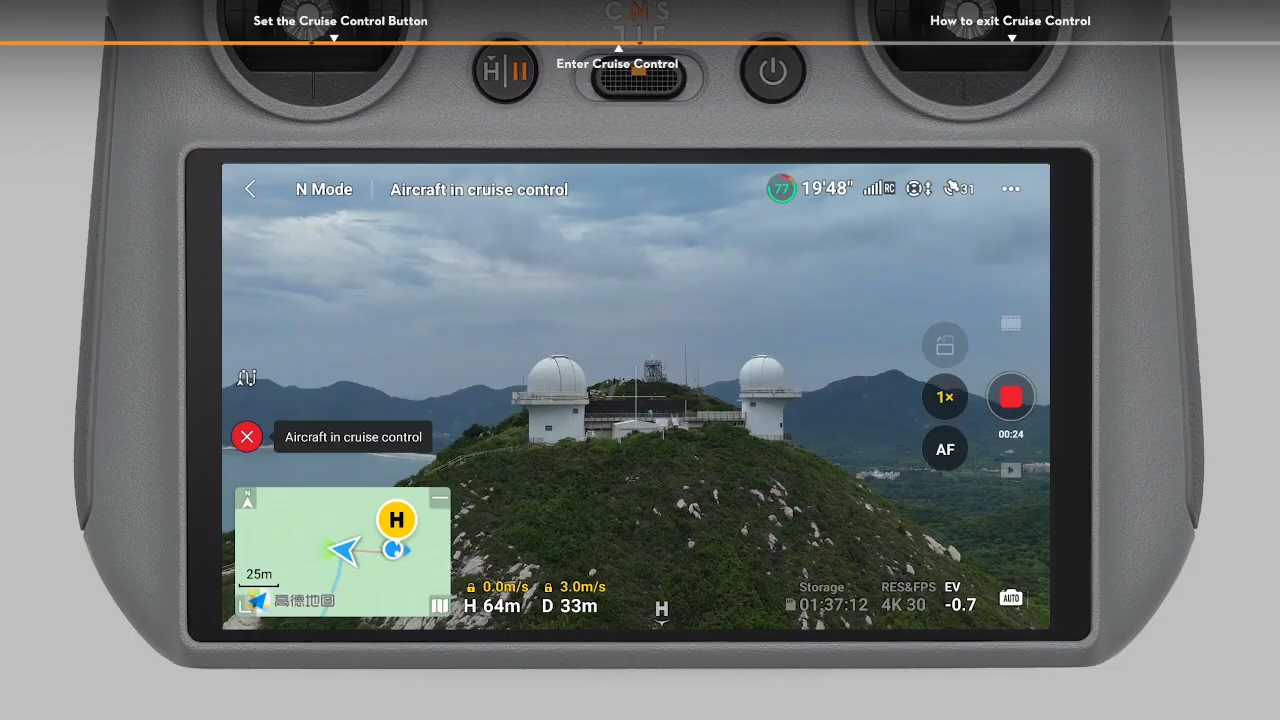 Set the Cruise Control Button
How to exit Cruise Control
C N S
Enter Cruise Control
H
N Mode
Aircraft in cruise control
77
19'48"
RC
31
1×
AF
00:24
Aircraft in cruise control
N
H
25m
高德地图
0.0m/s
3.0m/s
H 64m
D 33m
H
Storage
01:37:12
RES&FPS
4K 30
EV
-0.7
AUTO